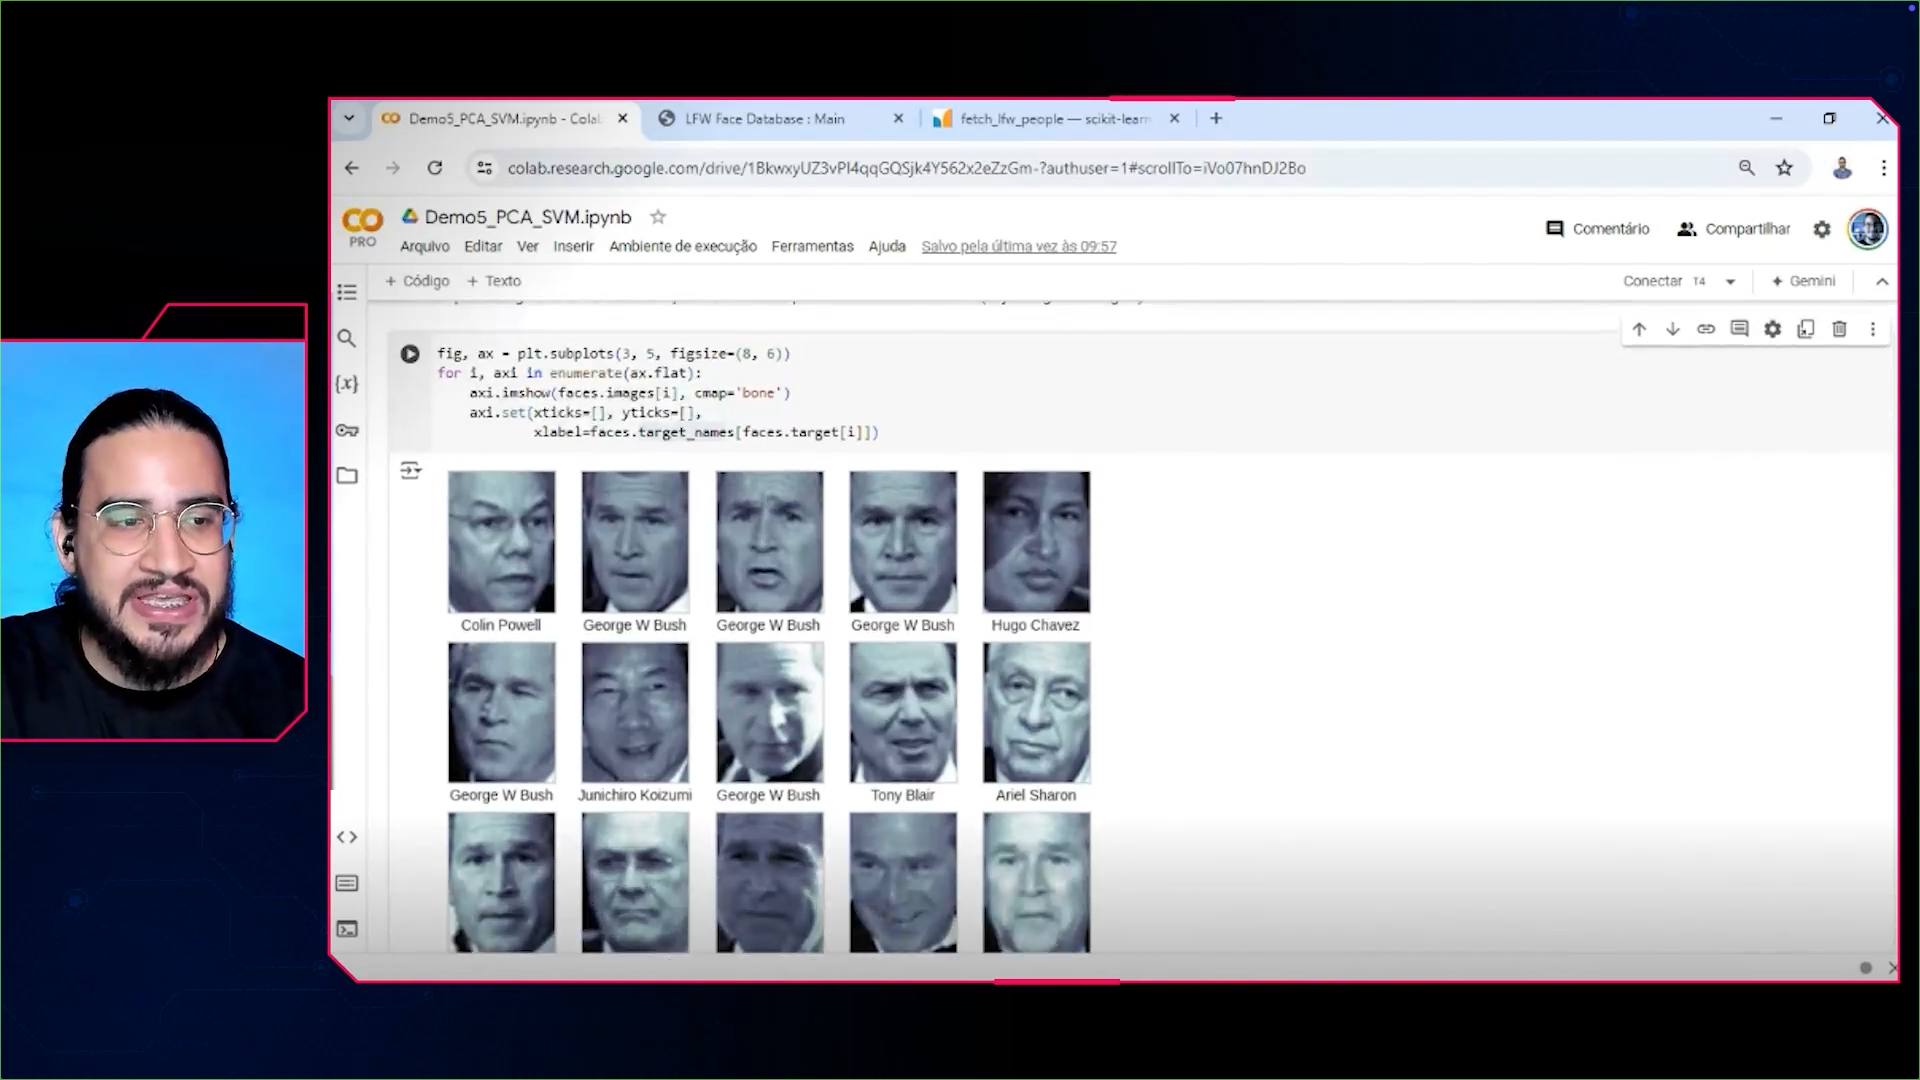 Demo5_PCA_SVM.ipynb - Cola
LFW Face Database : Main
fetch_lfw_people — scikit-learn
colab.research.google.com/drive/1BkwxyUZ3vPI4qqGQSjk4Y562x2eZzGm-?authuser=1#scrollTo=iVo07hnDJ2Bo
CO
PRO
Demo5_PCA_SVM.ipynb
Comentário
Compartilhar
Arquivo Editar Ver Inserir Ambiente de execução Ferramentas Ajuda Salvo pela última vez às 09:57
+ Código + Texto
Conectar T4
Gemini
fig, ax = plt.subplots(3, 5, figsize=(8, 6))
for i, axi in enumerate(ax.flat):
axi.imshow(faces.images[i], cmap='bone')
axi.set(xticks=[], yticks=[],
xlabel=faces.target_names[faces.target[i]])
Colin Powell George W Bush George W Bush George W Bush Hugo Chavez
George W Bush Junichiro Koizumi George W Bush Tony Blair Ariel Sharon